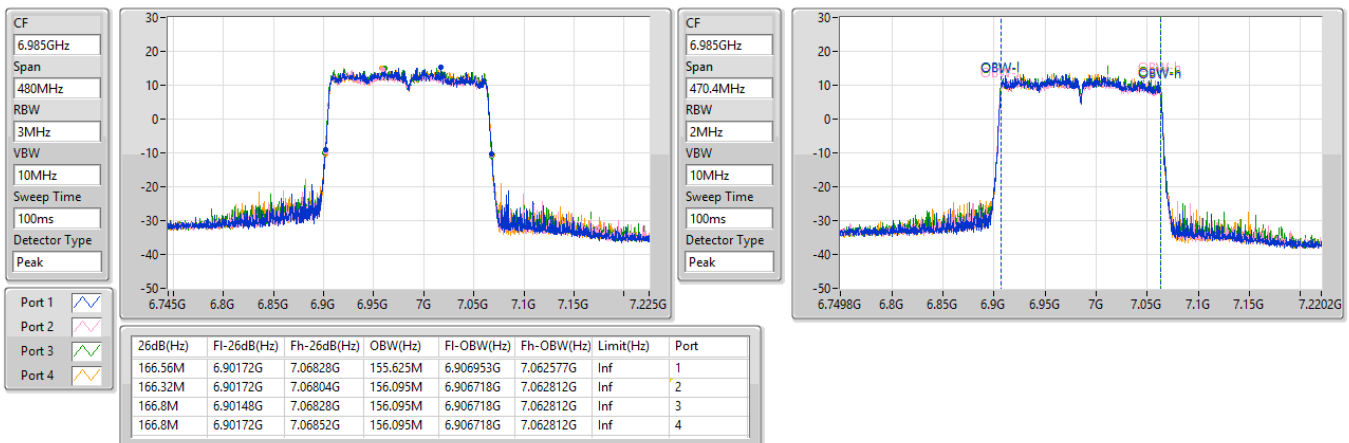 CF
6.985GHz
Span
480MHz
RBW
3MHz
VBW
10MHz
Sweep Time
100ms
Detector Type
Peak
30
20
10
0
-10
-20
-30
-40
-50
6.745G 6.8G 6.85G 6.9G 6.95G 7G 7.05G 7.1G 7.15G 7.225G
CF
6.985GHz
Span
470.4MHz
RBW
2MHz
VBW
10MHz
Sweep Time
100ms
Detector Type
Peak
30
20
10
0
-10
-20
-30
-40
-50
OBW-l
OBW-h
6.7498G 6.8G 6.85G 6.9G 6.95G 7G 7.05G 7.1G 7.15G 7.2202G
Port 1
Port 2
Port 3
Port 4
26dB(Hz) Fl-26dB(Hz) Fh-26dB(Hz) OBW(Hz) Fl-OBW(Hz) Fh-OBW(Hz) Limit(Hz) Port
166.56M 6.90172G 7.06828G 155.625M 6.906953G 7.062577G Inf 1
166.32M 6.90172G 7.06804G 156.095M 6.906718G 7.062812G Inf 2
166.8M 6.90148G 7.06828G 156.095M 6.906718G 7.062812G Inf 3
166.8M 6.90172G 7.06852G 156.095M 6.906718G 7.062812G Inf 4